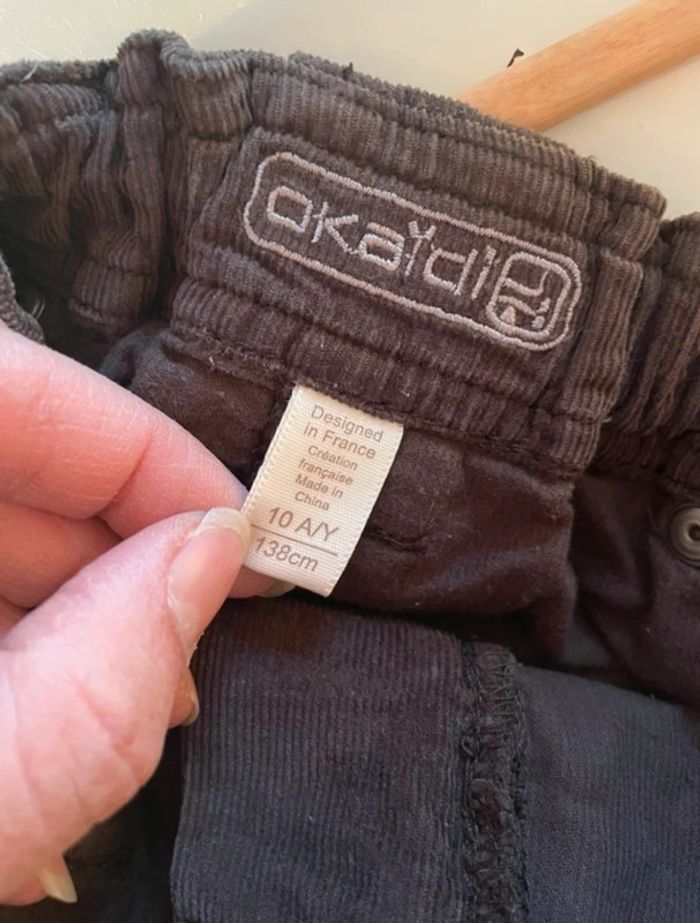 okaïdi
Designed
in France
Création
française
Made in
China
10 A/Y
138cm